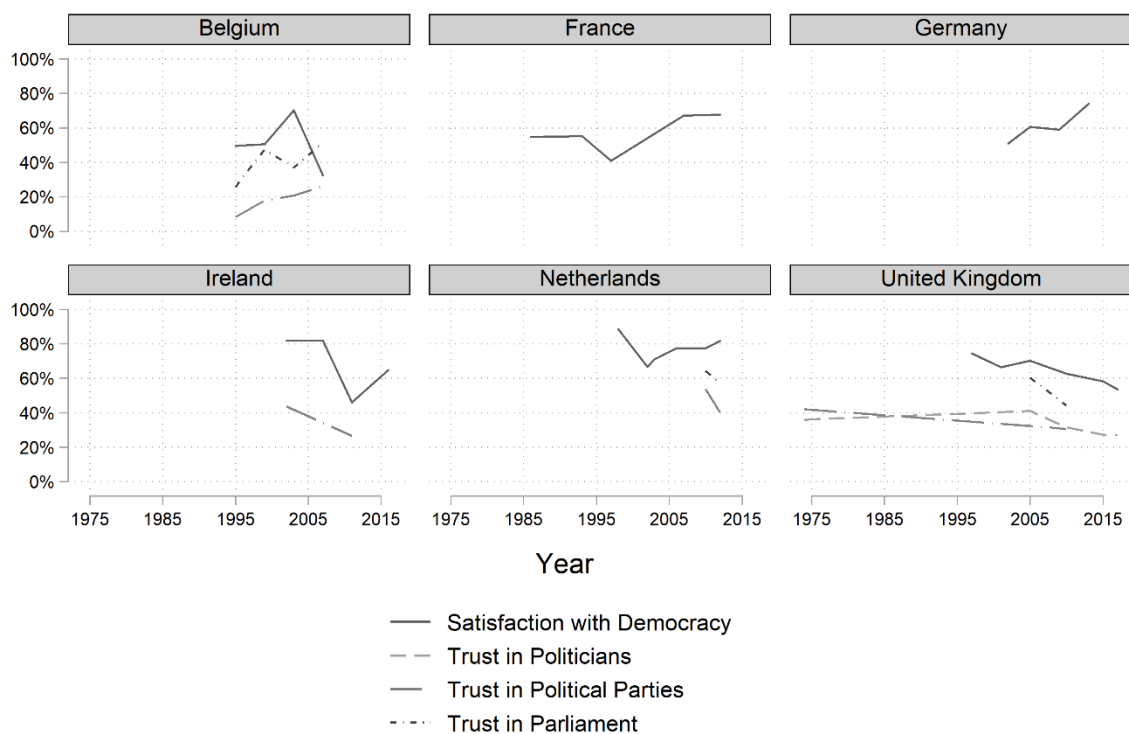 Belgium France Germany
100%
80%
60%
40%
20%
0%
Ireland Netherlands United Kingdom
100%
80%
60%
40%
20%
0%
1975 1985 1995 2005 2015 1975 1985 1995 2005 2015 1975 1985 1995 2005 2015
Year
Satisfaction with Democracy
Trust in Politicians
Trust in Political Parties
Trust in Parliament